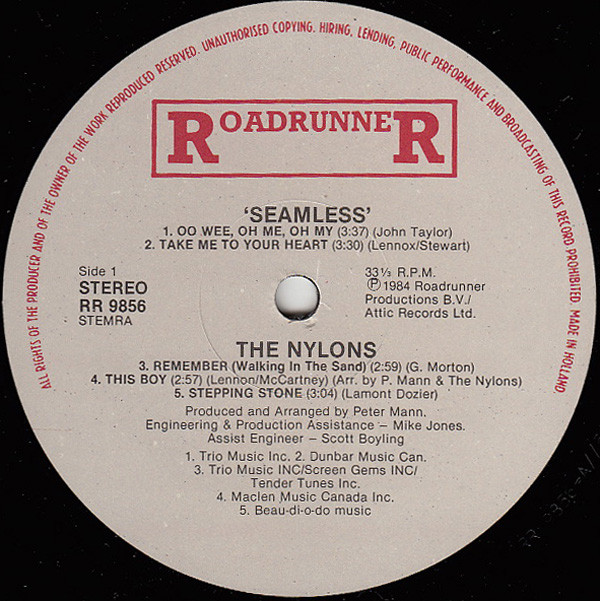 ALL RIGHTS OF THE PRODUCER AND OF THE OWNER OF THE WORK REPRODUCED RESERVED. UNAUTHORISED COPYING. HIRING, LENDING, PUBLIC PERFORMANCE AND BROADCASTING OF THIS RECORD PROHIBITED. MADE IN HOLLAND.
ROADRUNNER
'SEAMLESS'
1. OO WEE, OH ME, OH MY (3:37) (John Taylor)
2. TAKE ME TO YOUR HEART (3:30) (Lennox/Stewart)
Side 1
STEREO
RR 9856
STEMRA
33⅓ R.P.M.
Ⓟ 1984 Roadrunner
Productions B.V./
Attic Records Ltd.
THE NYLONS
3. REMEMBER (Walking In The Sand) (2:59) (G. Morton)
4. THIS BOY (2:57) (Lennon/McCartney) (Arr. by P. Mann & The Nylons)
5. STEPPING STONE (3:04) (Lamont Dozier)
Produced and Arranged by Peter Mann.
Engineering & Production Assistance – Mike Jones.
Assist Engineer – Scott Boyling
1. Trio Music Inc. 2. Dunbar Music Can.
3. Trio Music INC/Screen Gems INC/
Tender Tunes Inc.
4. Maclen Music Canada Inc.
5. Beau-di-o-do music